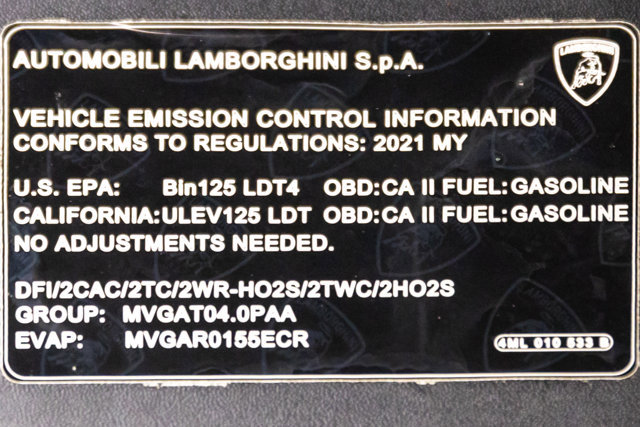 AUTOMOBILI LAMBORGHINI S.p.A.
LAMBORGHINI
VEHICLE EMISSION CONTROL INFORMATION
CONFORMS TO REGULATIONS: 2021 MY
U.S. EPA: Bin125 LDT4 OBD:CA II FUEL:GASOLINE
CALIFORNIA:ULEV125 LDT OBD:CA II FUEL:GASOLINE
NO ADJUSTMENTS NEEDED.
DFI/2CAC/2TC/2WR-HO2S/2TWC/2HO2S
GROUP: MVGAT04.0PAA
EVAP: MVGAR0155ECR
4ML 010 533 B